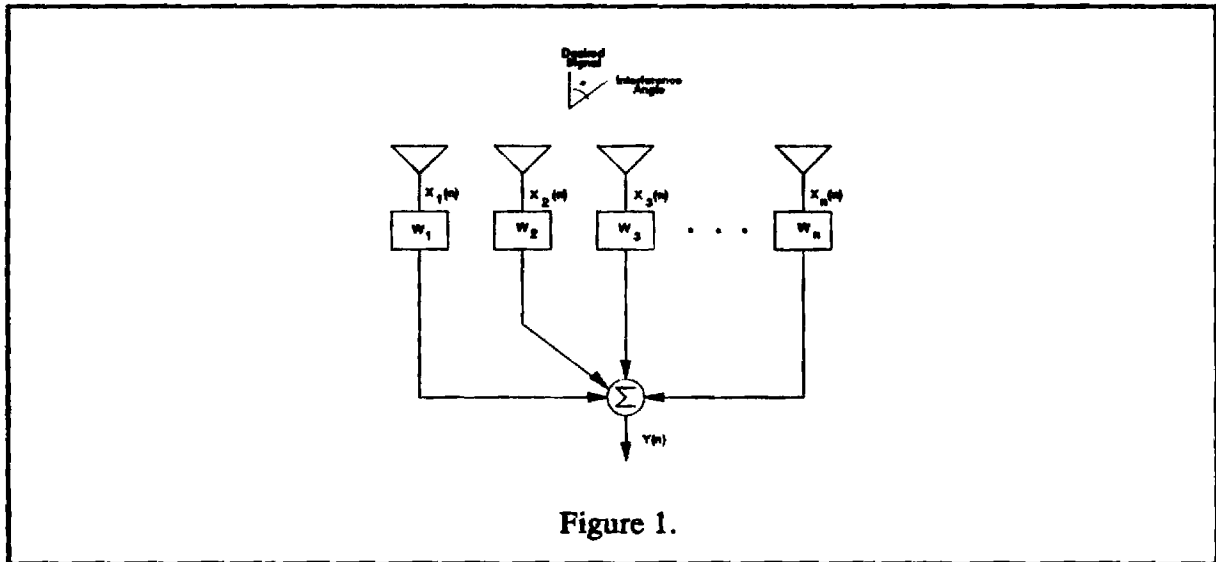 Desired
Signal
Interference
Angle
X1(n) X2(n) X3(n) Xn(n)
W1 W2 W3 . . . Wn
Σ
Y(n)
Figure 1.